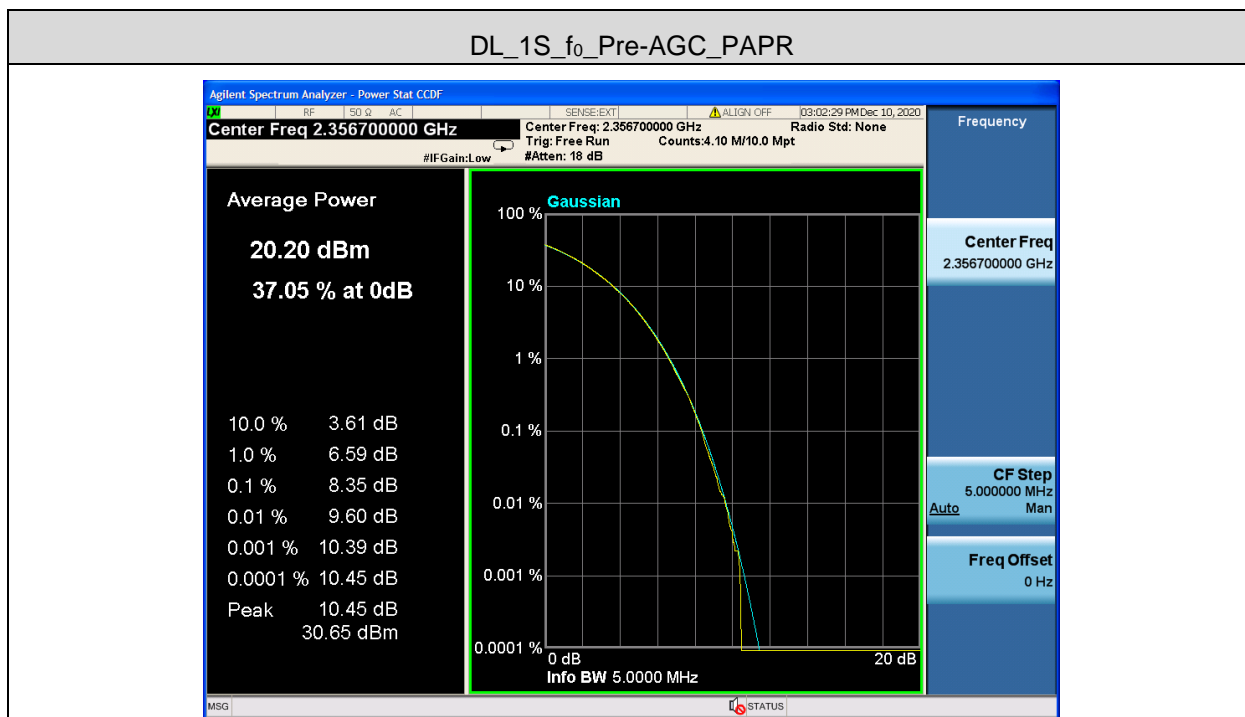 DL_1S_f0_Pre-AGC_PAPR
Agilent Spectrum Analyzer - Power Stat CCDF
LXI RF 50 Ω AC SENSE:EXT ALIGN OFF 03:02:29 PM Dec 10, 2020
Center Freq 2.356700000 GHz
#IFGain:Low
Center Freq: 2.356700000 GHz Radio Std: None
Trig: Free Run Counts:4.10 M/10.0 Mpt
#Atten: 18 dB
Average Power
20.20 dBm
37.05 % at 0dB
10.0 % 3.61 dB
1.0 % 6.59 dB
0.1 % 8.35 dB
0.01 % 9.60 dB
0.001 % 10.39 dB
0.0001 % 10.45 dB
Peak 10.45 dB
30.65 dBm
Gaussian
100 %
10 %
1 %
0.1 %
0.01 %
0.001 %
0.0001 %
0 dB 20 dB
Info BW 5.0000 MHz
Frequency
Center Freq
2.356700000 GHz
CF Step
5.000000 MHz
Auto Man
Freq Offset
0 Hz
MSG STATUS